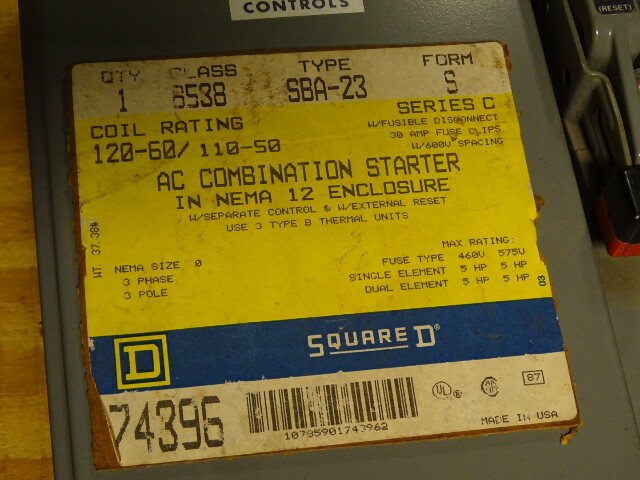 CONTROLS
(RESET)
QTY CLASS TYPE FORM
1 8538 SBA-23 S
SERIES C
COIL RATING
W/FUSIBLE DISCONNECT
120-60/ 110-50
30 AMP FUSE CLIPS
W/600V SPACING
AC COMBINATION STARTER
IN NEMA 12 ENCLOSURE
W/SEPARATE CONTROL & W/EXTERNAL RESET
USE 3 TYPE B THERMAL UNITS
WT. 37.38#
MAX RATING:
NEMA SIZE 0
FUSE TYPE 460V 575V
3 PHASE
SINGLE ELEMENT 5 HP 5 HP
3 POLE
DUAL ELEMENT 5 HP 5 HP
D3
D SQUARE D®
74396
10785901743962
UL ®
87
MADE IN USA